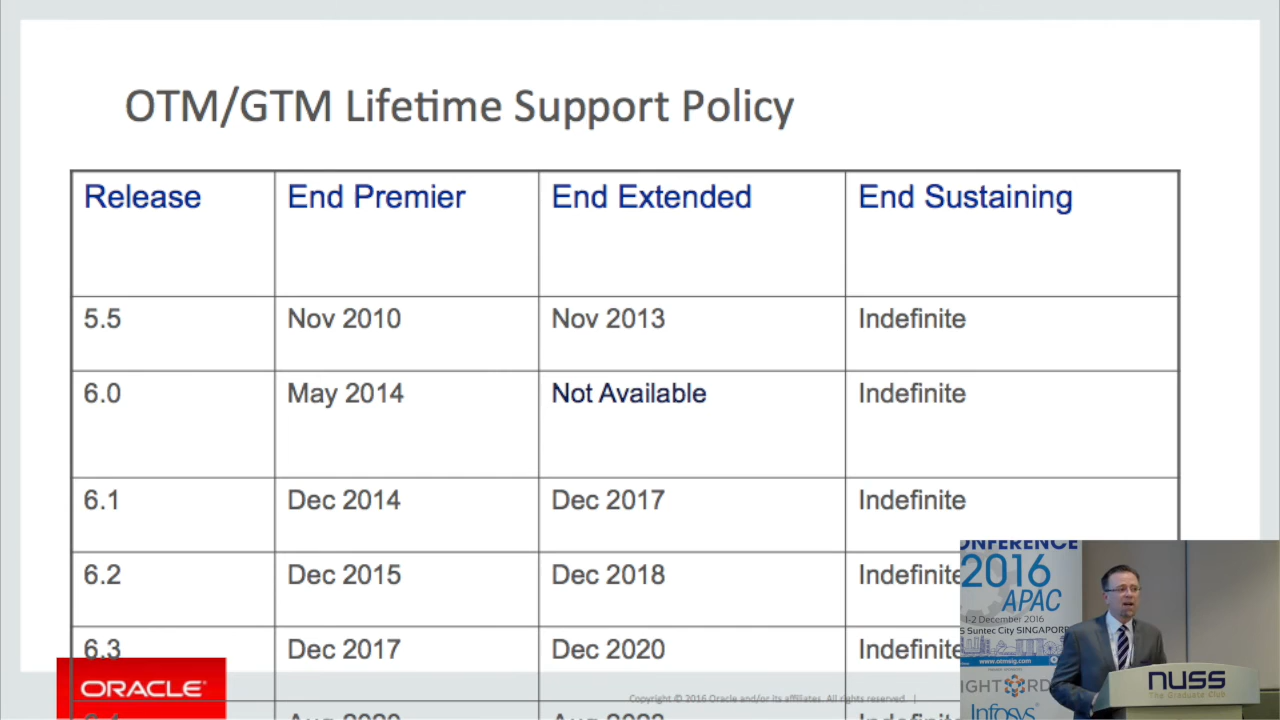 OTM/GTM Lifetime Support Policy
Release End Premier End Extended End Sustaining
5.5 Nov 2010 Nov 2013 Indefinite
6.0 May 2014 Not Available Indefinite
6.1 Dec 2014 Dec 2017 Indefinite
6.2 Dec 2015 Dec 2018 Indefinite
6.3 Dec 2017 Dec 2020 Indefinite
ORACLE
Copyright © 2016 Oracle and/or its affiliates. All rights reserved. |
2016
APAC
1-2 December 2016
Suntec City SINGAPORE
www.otmsig.com
Infosys
NUSS
The Graduate Club